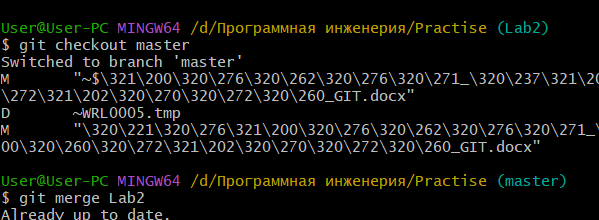 User@User-PC MINGW64 /d/Программная инженерия/Practise (Lab2)
$ git checkout master
Switched to branch 'master'
M "~$\321\200\320\276\320\262\320\276\320\271_\320\237\321\20
\272\321\202\320\270\320\272\320\260_GIT.docx"
D ~WRL0005.tmp
M "\320\221\320\276\321\200\320\276\320\262\320\276\320\271_\
00\320\260\320\272\321\202\320\270\320\272\320\260_GIT.docx"
User@User-PC MINGW64 /d/Программная инженерия/Practise (master)
$ git merge Lab2
Already up to date.